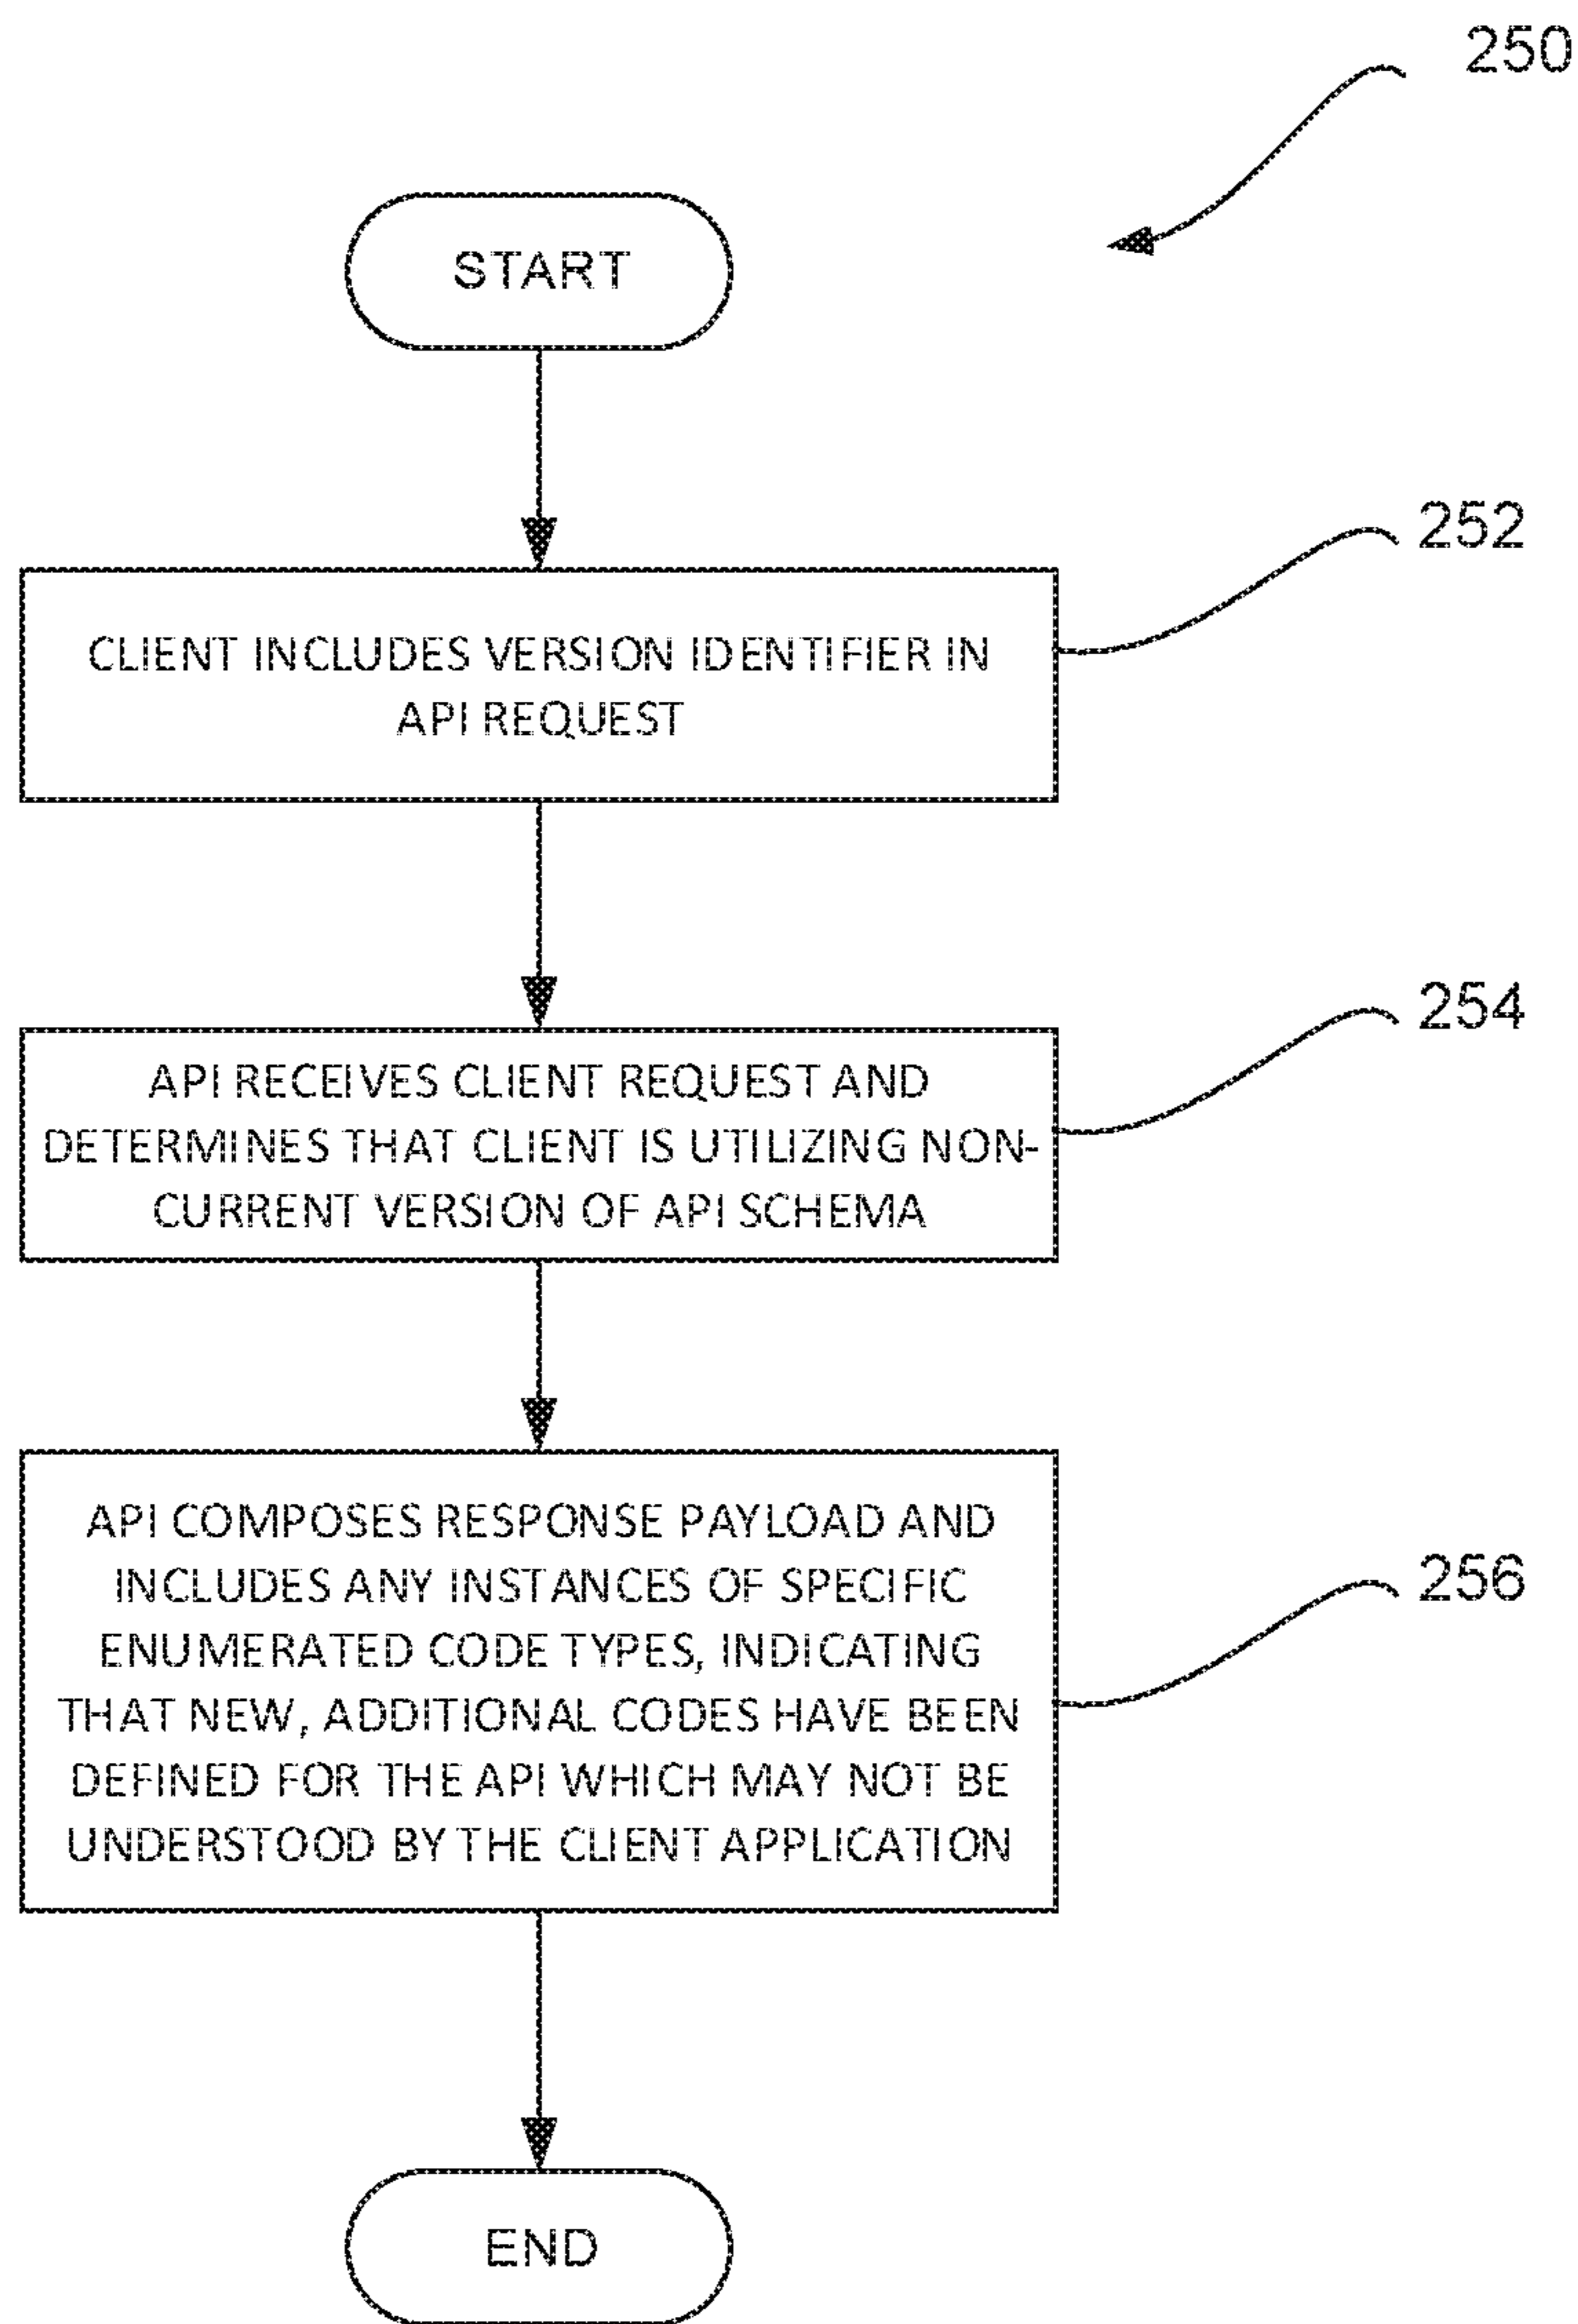 250
START
252
CLIENT INCLUDES VERSION IDENTIFIER IN
API REQUEST
254
API RECEIVES CLIENT REQUEST AND
DETERMINES THAT CLIENT IS UTILIZING NON-
CURRENT VERSION OF API SCHEMA
256
API COMPOSES RESPONSE PAYLOAD AND
INCLUDES ANY INSTANCES OF SPECIFIC
ENUMERATED CODE TYPES, INDICATING
THAT NEW, ADDITIONAL CODES HAVE BEEN
DEFINED FOR THE API WHICH MAY NOT BE
UNDERSTOOD BY THE CLIENT APPLICATION
END